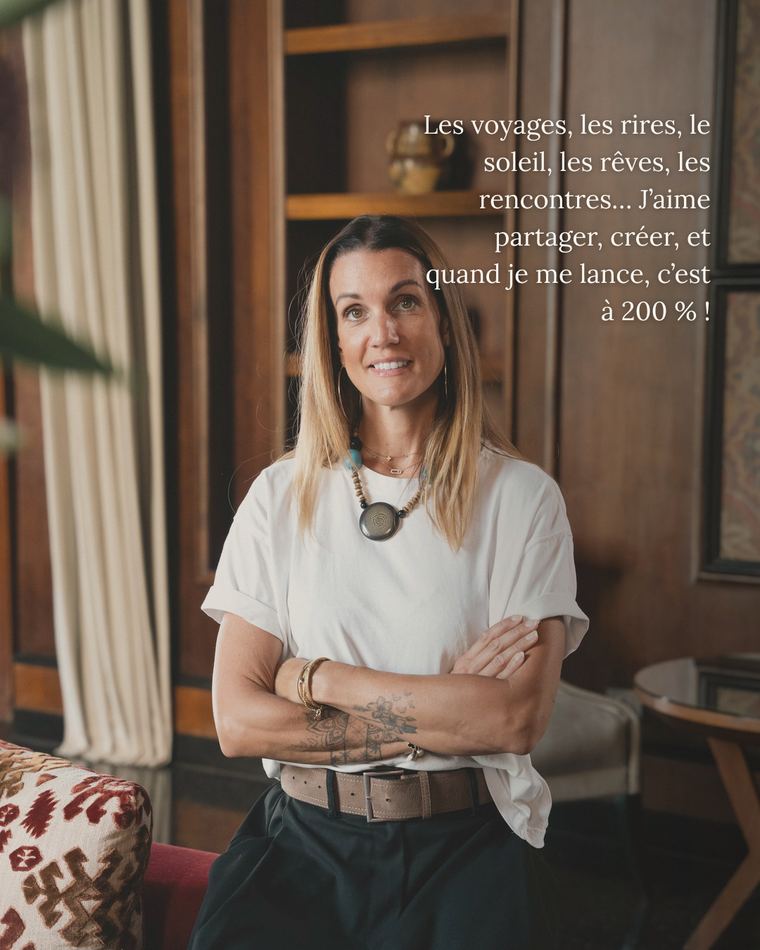 Les voyages, les rires, le
soleil, les rêves, les
rencontres... J’aime
partager, créer, et
quand je me lance, c’est
à 200 % !